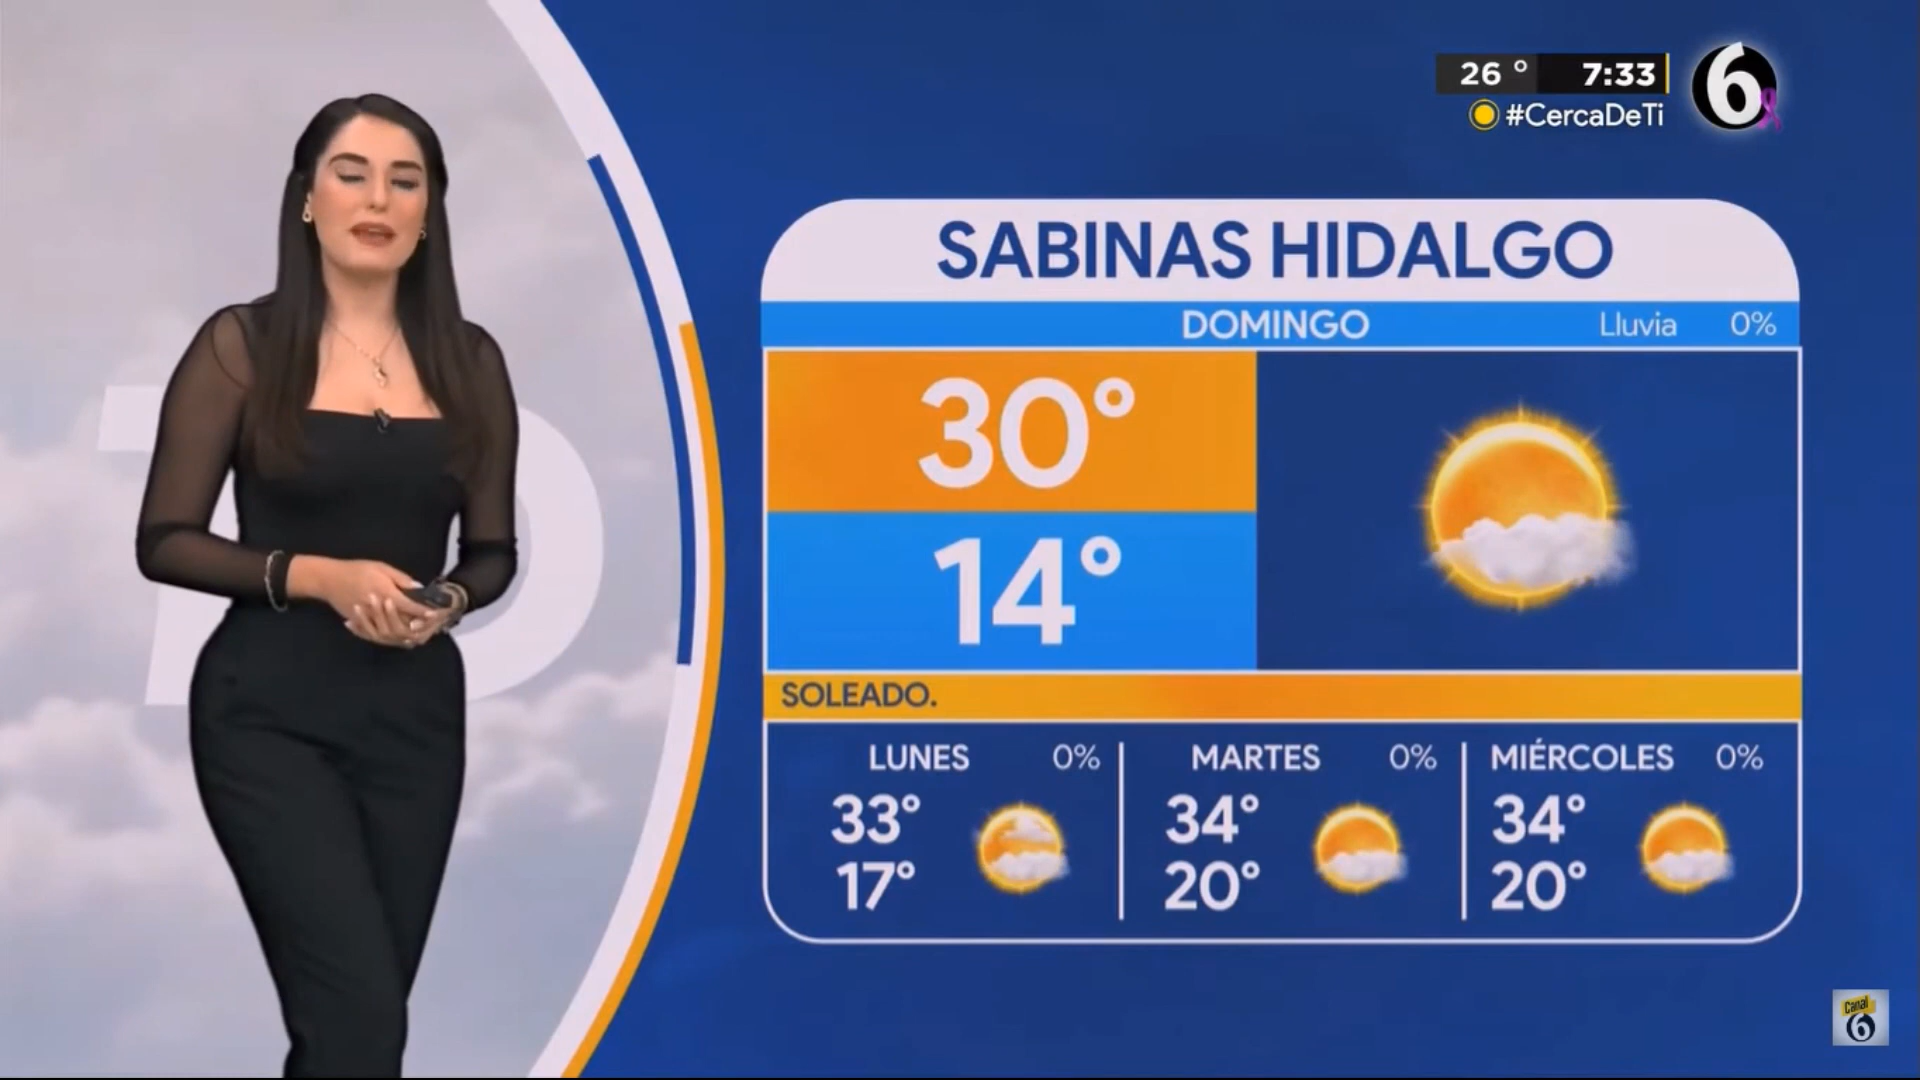 26 ° 7:33
#CercaDeTi
6
SABINAS HIDALGO
DOMINGO Lluvia 0%
30°
14°
SOLEADO.
LUNES 0% MARTES 0% MIÉRCOLES 0%
33° 34° 34°
17° 20° 20°
Canal
6